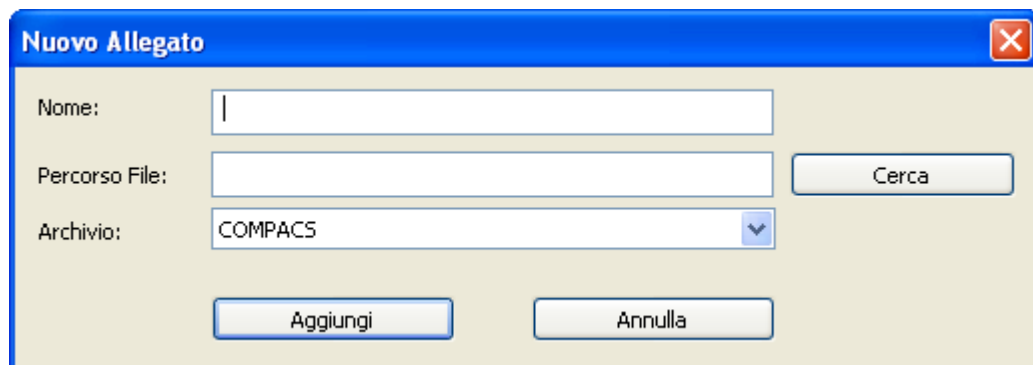 Nuovo Allegato
Nome:
Percorso File:
Cerca
Archivio:
COMPACS
Aggiungi
Annulla